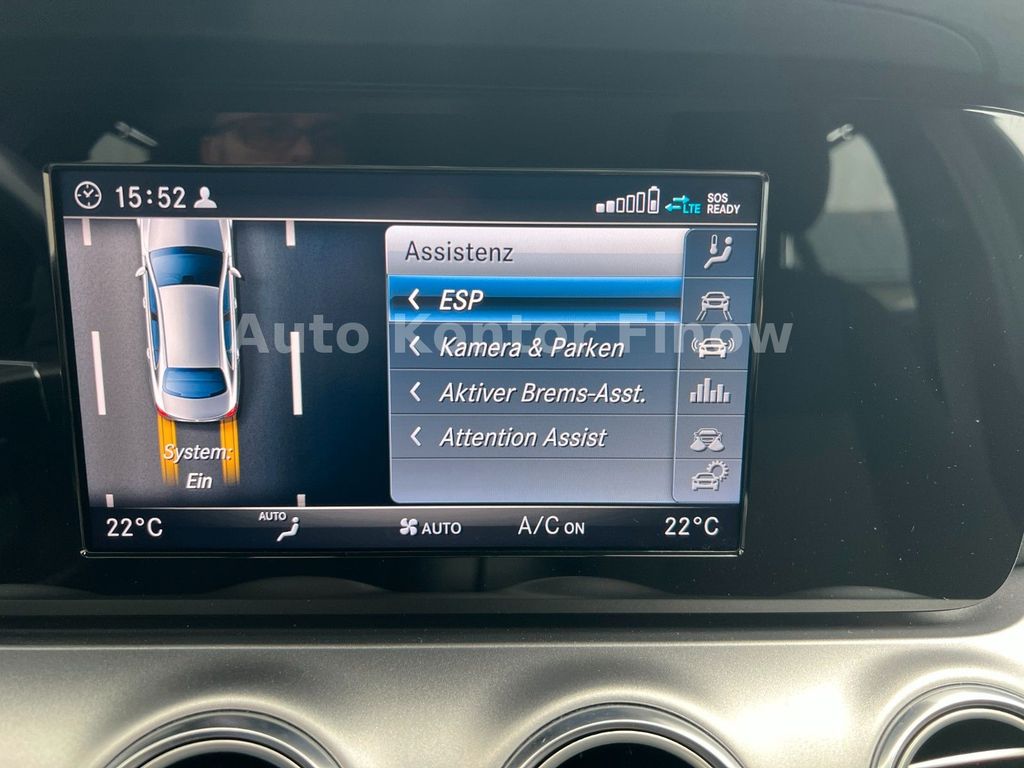 15:52
LTE
SOS
READY
Assistenz
ESP
Auto Kontor Finow
Kamera & Parken
Aktiver Brems-Asst.
Attention Assist
System:
Ein
22°C
AUTO
AUTO
A/C ON
22°C